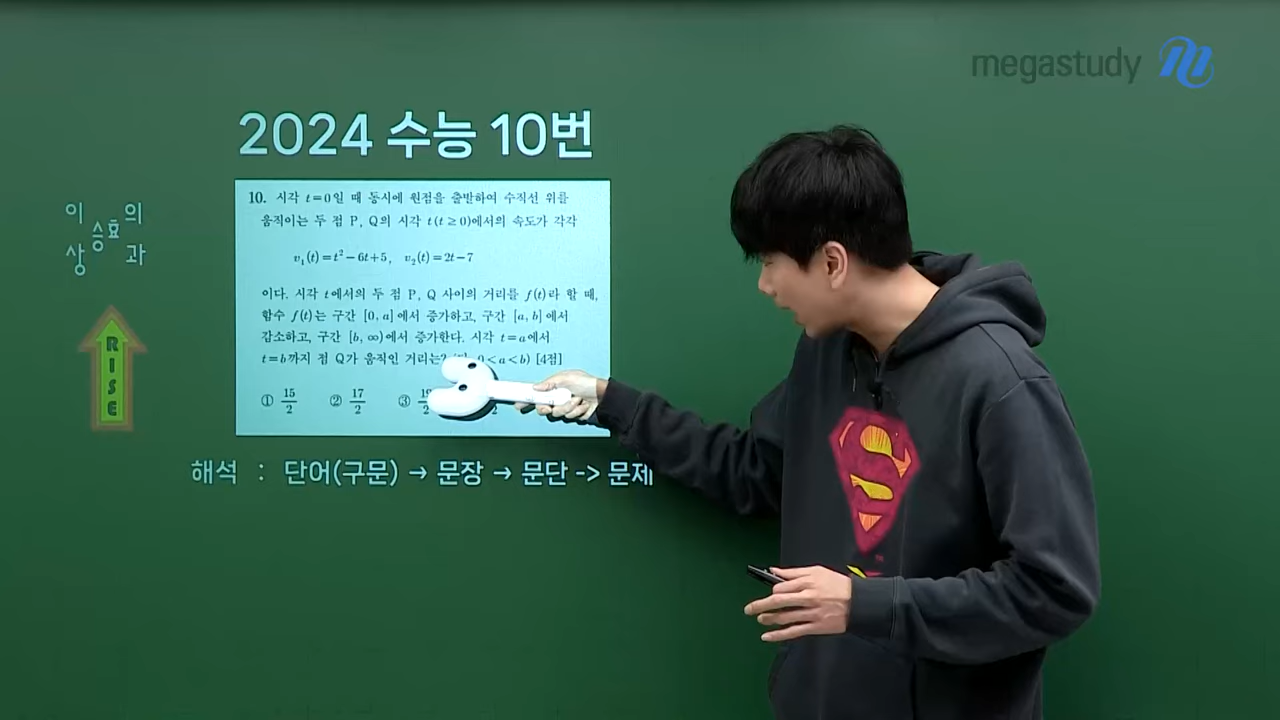 megastudy
2024 수능 10번
이 승효 의
상 과
RISE
10. 시각 t=0일 때 동시에 원점을 출발하여 수직선 위를
움직이는 두 점 P, Q의 시각 t(t≥0)에서의 속도가 각각
v₁(t)=t²-6t+5, v₂(t)=2t-7
이다. 시각 t에서의 두 점 P, Q 사이의 거리를 f(t)라 할 때,
함수 f(t)는 구간 [0, a]에서 증가하고, 구간 [a, b]에서
감소하고, 구간 [b, ∞)에서 증가한다. 시각 t=a에서
t=b까지 점 Q가 움직인 거리는? 0<a<b) [4점]
① 15/2 ② 17/2 ③
해석 : 단어(구문) → 문장 → 문단 -> 문제
S